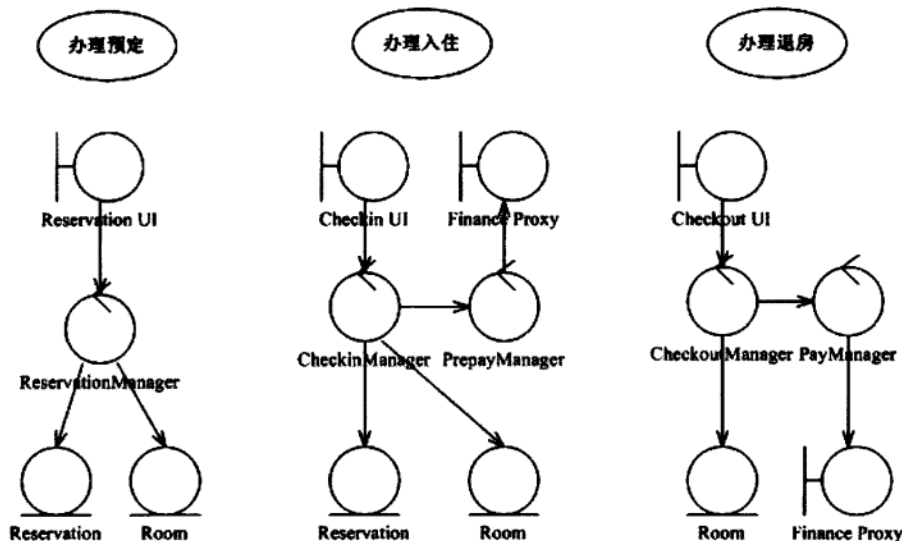 办理预定
办理入住
办理退房
Reservation UI
Checkin UI
Finance Proxy
Checkout UI
ReservationManager
CheckinManager
PrepayManager
CheckoutManager
PayManager
Reservation
Room
Reservation
Room
Room
Finance Proxy